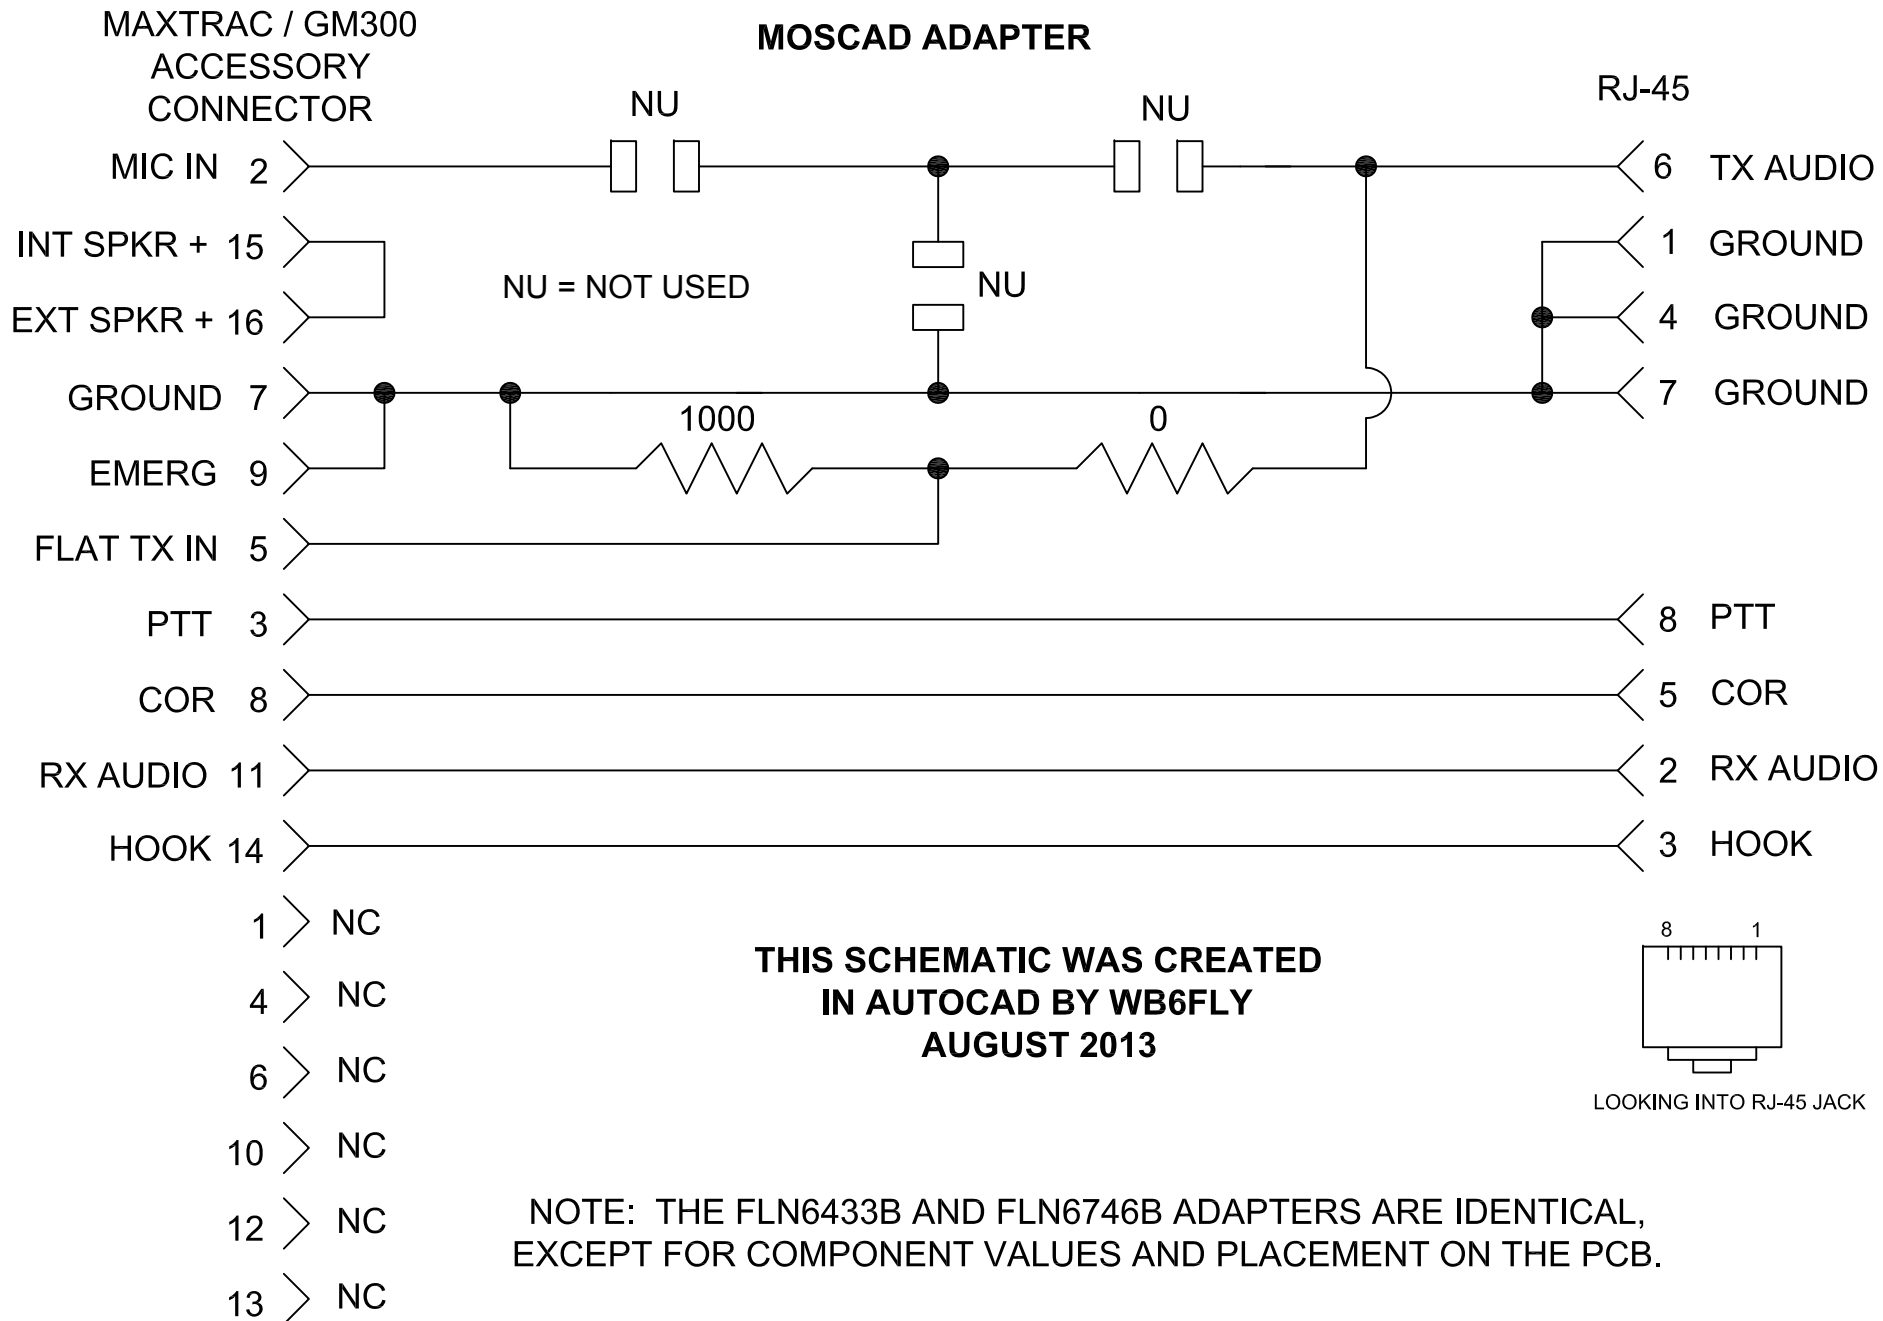 MAXTRAC / GM300
ACCESSORY
CONNECTOR
MOSCAD ADAPTER
RJ-45
NU
NU
MIC IN 2
6 TX AUDIO
INT SPKR + 15
1 GROUND
NU = NOT USED
NU
EXT SPKR + 16
4 GROUND
GROUND 7
7 GROUND
1000
0
EMERG 9
FLAT TX IN 5
PTT 3
8 PTT
COR 8
5 COR
RX AUDIO 11
2 RX AUDIO
HOOK 14
3 HOOK
1 NC
4 NC
6 NC
10 NC
12 NC
13 NC
THIS SCHEMATIC WAS CREATED
IN AUTOCAD BY WB6FLY
AUGUST 2013
8 1
LOOKING INTO RJ-45 JACK
NOTE: THE FLN6433B AND FLN6746B ADAPTERS ARE IDENTICAL,
EXCEPT FOR COMPONENT VALUES AND PLACEMENT ON THE PCB.